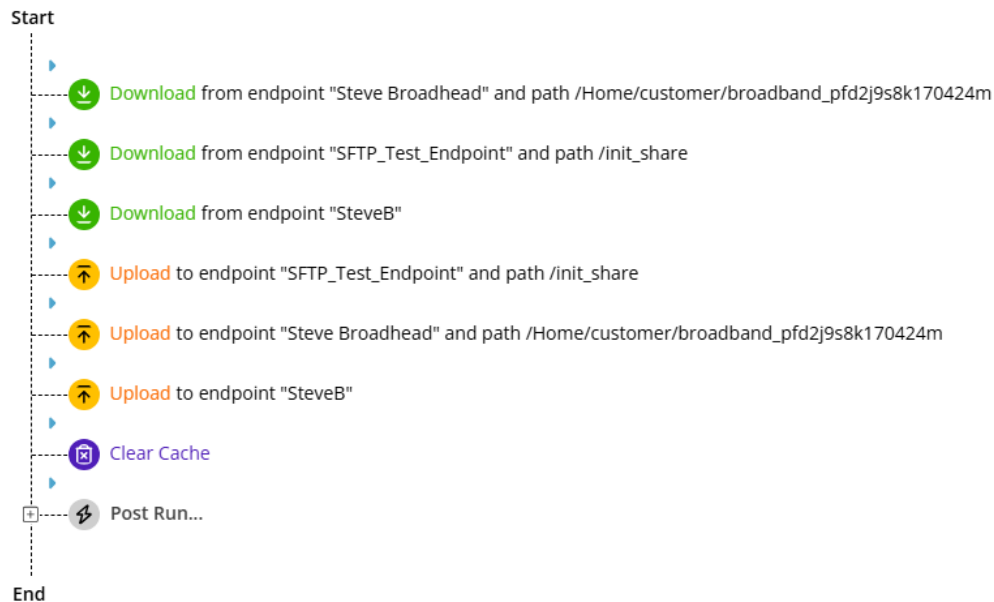 Start
Download from endpoint "Steve Broadhead" and path /Home/customer/broadband_pfd2j9s8k170424m
Download from endpoint "SFTP_Test_Endpoint" and path /init_share
Download from endpoint "SteveB"
Upload to endpoint "SFTP_Test_Endpoint" and path /init_share
Upload to endpoint "Steve Broadhead" and path /Home/customer/broadband_pfd2j9s8k170424m
Upload to endpoint "SteveB"
Clear Cache
Post Run...
End